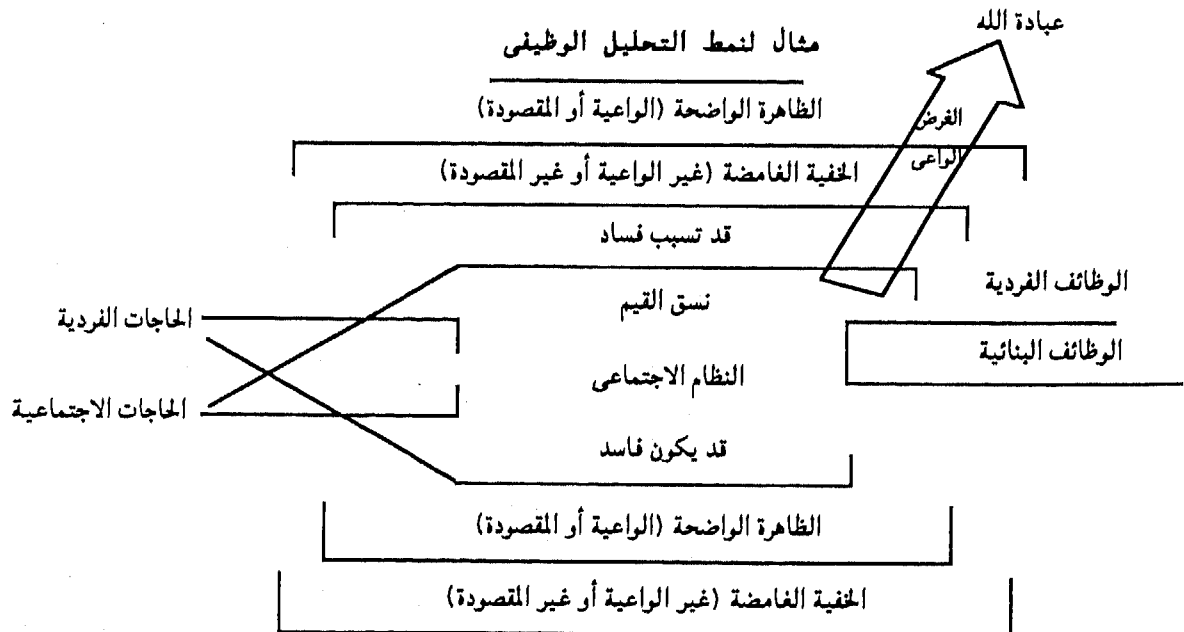 عبادة الله
مثال لنمط التحليل الوظيفى
الظاهرة الواضحة (الواعية أو المقصودة)
الغرض
الواعى
الخفية الغامضة (غير الواعية أو غير المقصودة)
قد تسبب فساد
الوظائف الفردية
نسق القيم
الحاجات الفردية
الوظائف البنائية
النظام الاجتماعى
الحاجات الاجتماعية
قد يكون فاسد
الظاهرة الواضحة (الواعية أو المقصودة)
الخفية الغامضة (غير الواعية أو غير المقصودة)